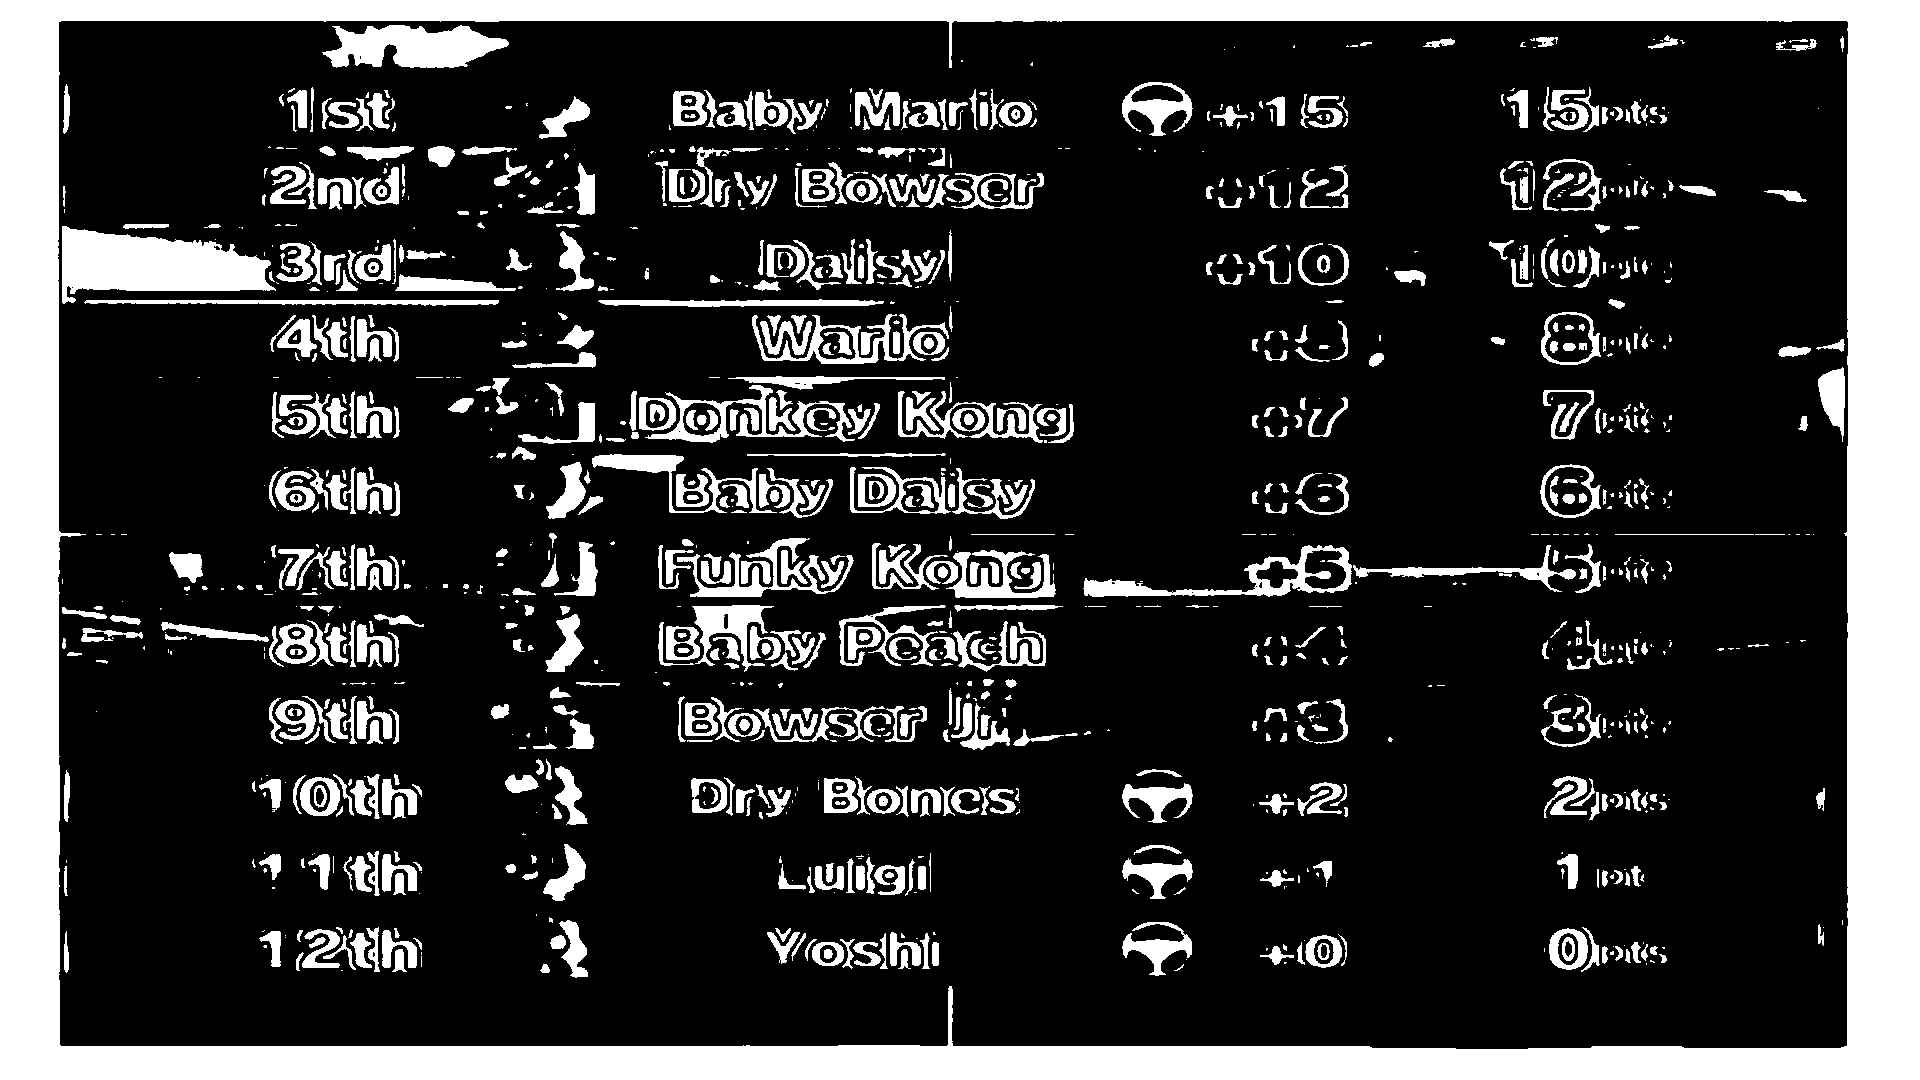 1st Baby Mario +15 15pts
2nd Dry Bowser +12 12pts
3rd Daisy +10 10pts
4th Wario +8 8pts
5th Donkey Kong +7 7pts
6th Baby Daisy +6 6pts
7th Funky Kong +5 5pts
8th Baby Peach +4 4pts
9th Bowser Jr. +3 3pts
10th Dry Bones +2 2pts
11th Luigi +1 1pt
12th Yoshi +0 0pts